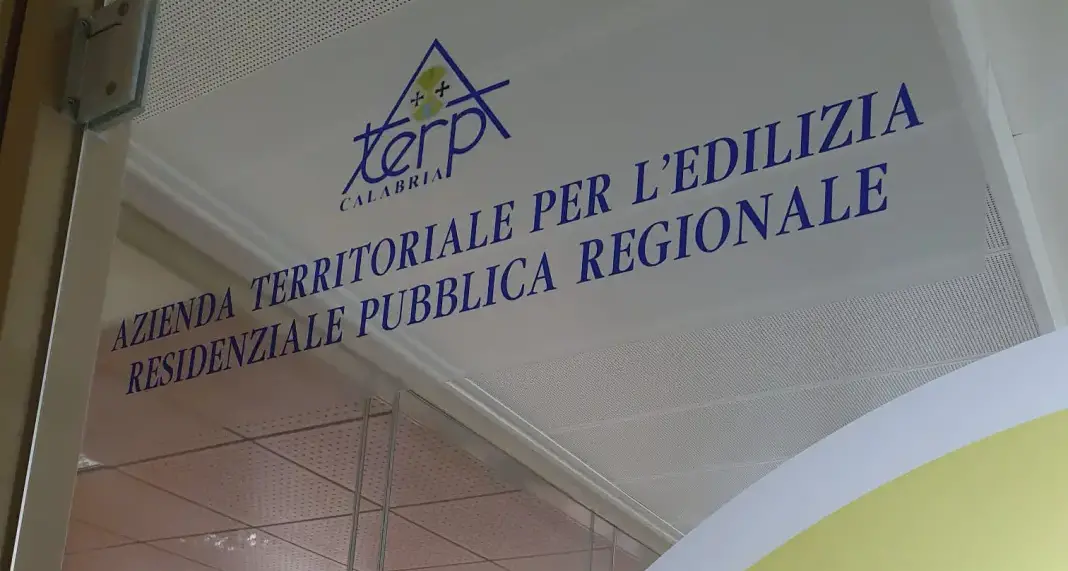 Aterp
CALABRIA
AZIENDA TERRITORIALE PER L'EDILIZIA
RESIDENZIALE PUBBLICA REGIONALE